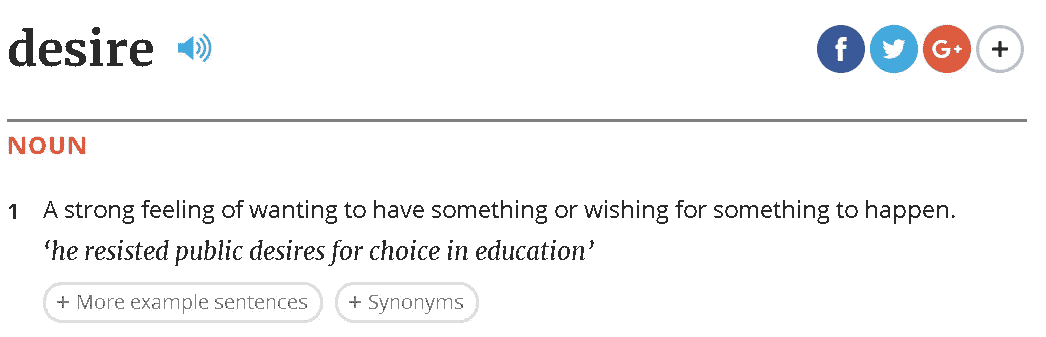 desire
f G+ +
NOUN
1 A strong feeling of wanting to have something or wishing for something to happen.
‘he resisted public desires for choice in education’
+ More example sentences + Synonyms